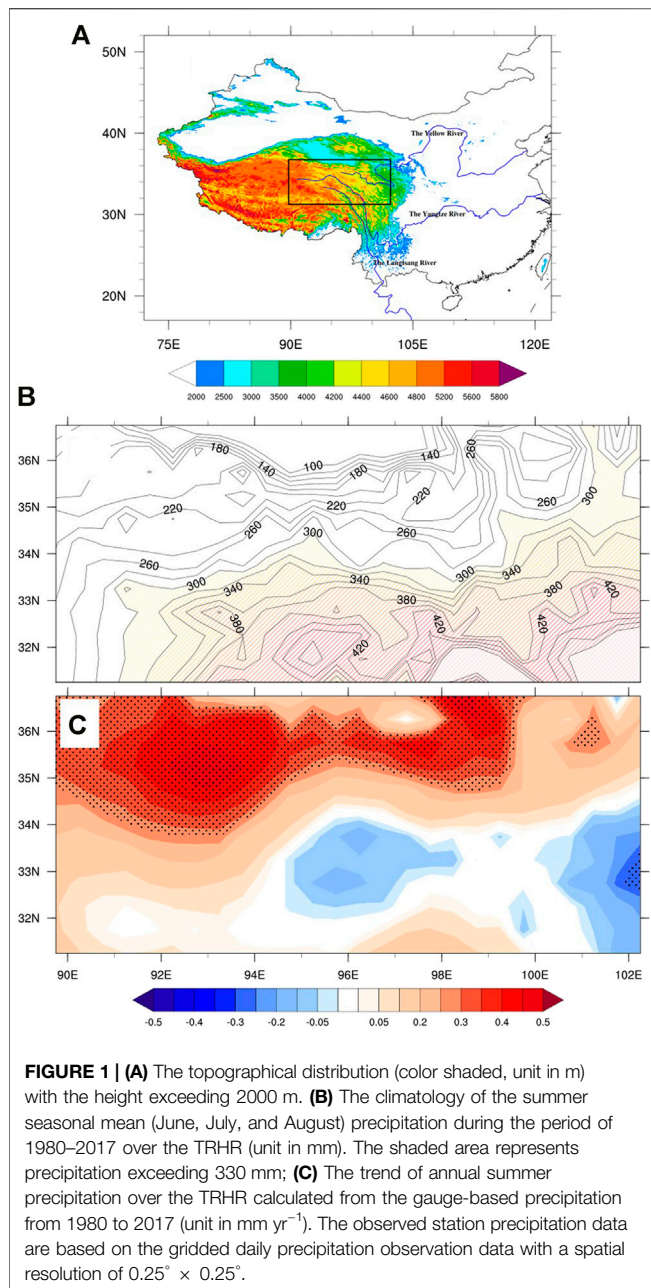 A
50N
40N
30N
20N
The Yellow River
The Yangtze River
The Langtsang River
75E 90E 105E 120E
2000 2500 3000 3500 4000 4200 4400 4600 4800 5200 5600 5800
B
36N
35N
34N
33N
32N
180 140 100 180 140 260
220 260 300
220 260 300
260 300 340 300 340
380 340 380 380
420 420 420 420
C
36N
35N
34N
33N
32N
90E 92E 94E 96E 98E 100E 102E
-0.5 -0.4 -0.3 -0.2 -0.05 0.05 0.2 0.3 0.4 0.5
FIGURE 1 | (A) The topographical distribution (color shaded, unit in m)
with the height exceeding 2000 m. (B) The climatology of the summer
seasonal mean (June, July, and August) precipitation during the period of
1980–2017 over the TRHR (unit in mm). The shaded area represents
precipitation exceeding 330 mm; (C) The trend of annual summer
precipitation over the TRHR calculated from the gauge-based precipitation
from 1980 to 2017 (unit in mm yr⁻¹). The observed station precipitation data
are based on the gridded daily precipitation observation data with a spatial
resolution of 0.25° × 0.25°.